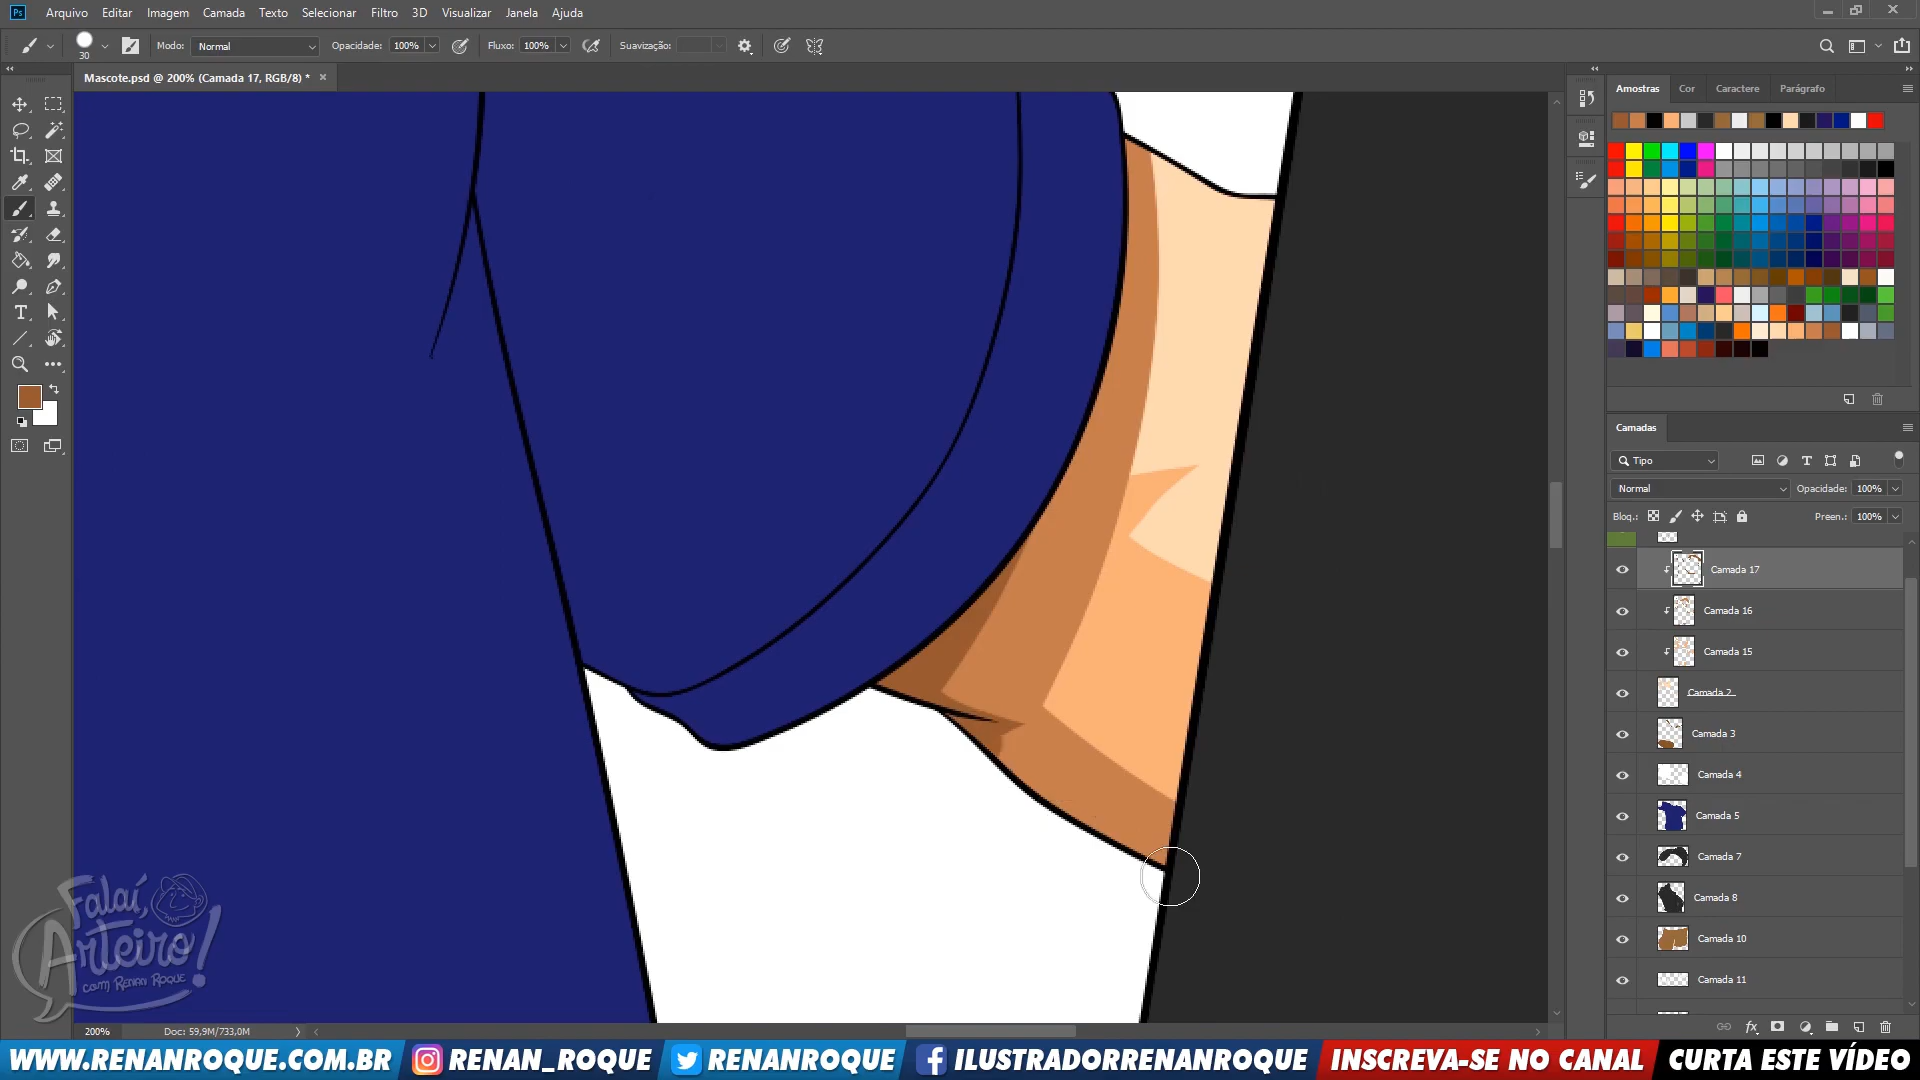 Ps Arquivo Editar Imagem Camada Texto Selecionar Filtro 3D Visualizar Janela Ajuda
30 Modo: Normal Opacidade: 100% Fluxo: 100% Suavização:
Mascote.psd @ 200% (Camada 17, RGB/8) *
Amostras Cor Caractere Parágrafo
Camadas
Tipo
Normal Opacidade: 100%
Bloq.: Preen.: 100%
Camada 17
Camada 16
Camada 15
Camada 2
Camada 3
Camada 4
Camada 5
Camada 7
Camada 8
Camada 10
Camada 11
Falaí,
Arteiro!
com Renan Roque
200% Doc: 59,9M/733,0M
WWW.RENANROQUE.COM.BR RENAN_ROQUE RENANROQUE ILUSTRADORRENANROQUE INSCREVA-SE NO CANAL CURTA ESTE VÍDEO